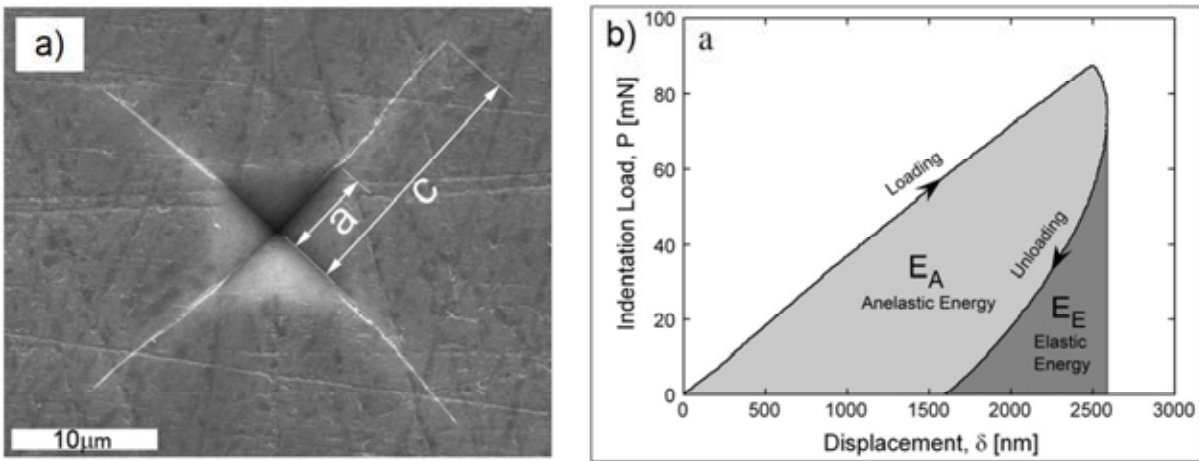 a)
c
a
10µm
b)
a
Indentation Load, P [mN]
100
80
60
40
20
0
Loading
Unloading
E_A
Anelastic Energy
E_E
Elastic
Energy
0 500 1000 1500 2000 2500 3000
Displacement, δ [nm]